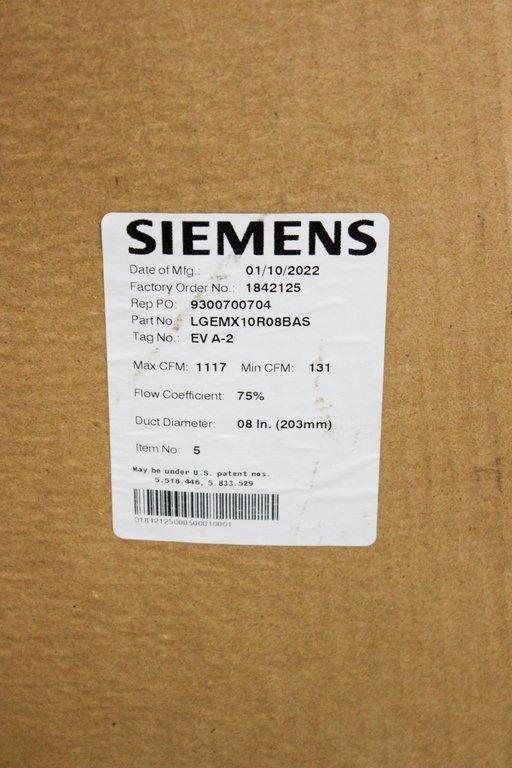 SIEMENS
Date of Mfg.: 01/10/2022
Factory Order No.: 1842125
Rep PO: 9300700704
Part No LGEMX10R08BAS
Tag No.: EV A-2
Max CFM: 1117 Min CFM: 131
Flow Coefficient: 75%
Duct Diameter: 08 In. (203mm)
Item No: 5
May be under U.S. patent nos.
5.518.446, 5.833.529
01842125000500010001